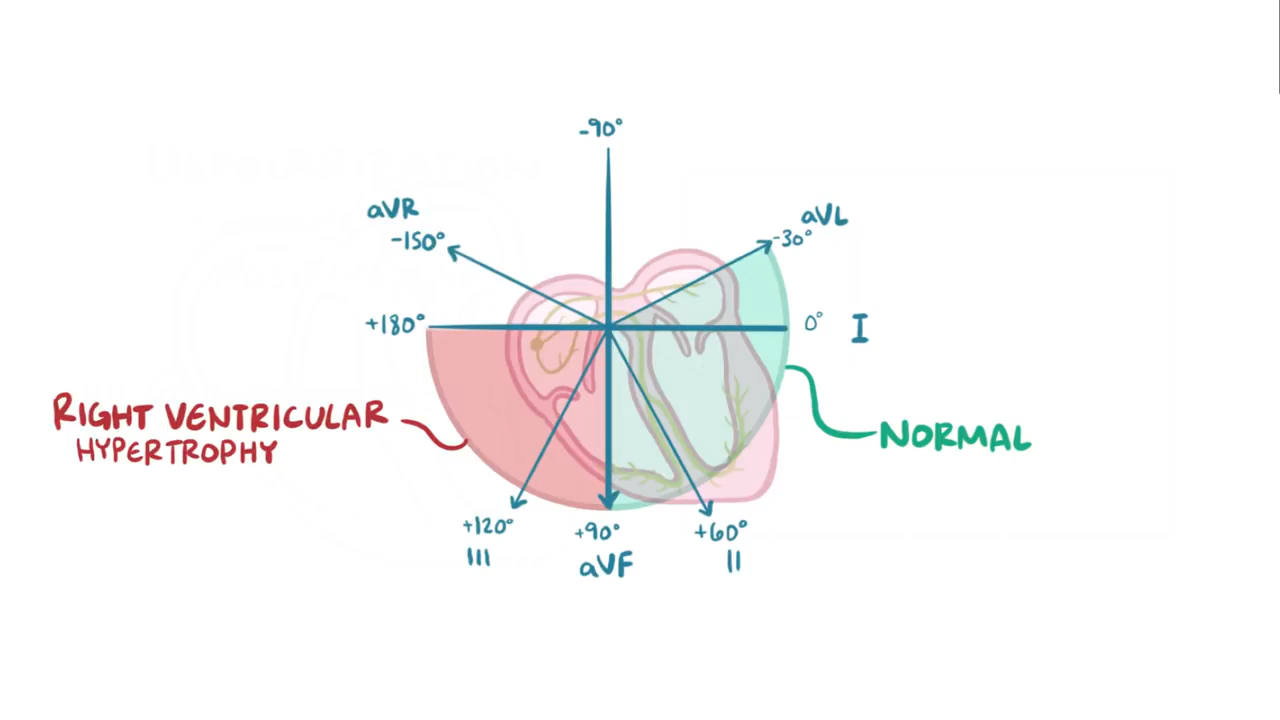 -90°
aVR
aVL
-150°
-30°
+180°
0°
I
RIGHT VENTRICULAR
HYPERTROPHY
NORMAL
+120°
+90°
+60°
III
aVF
II